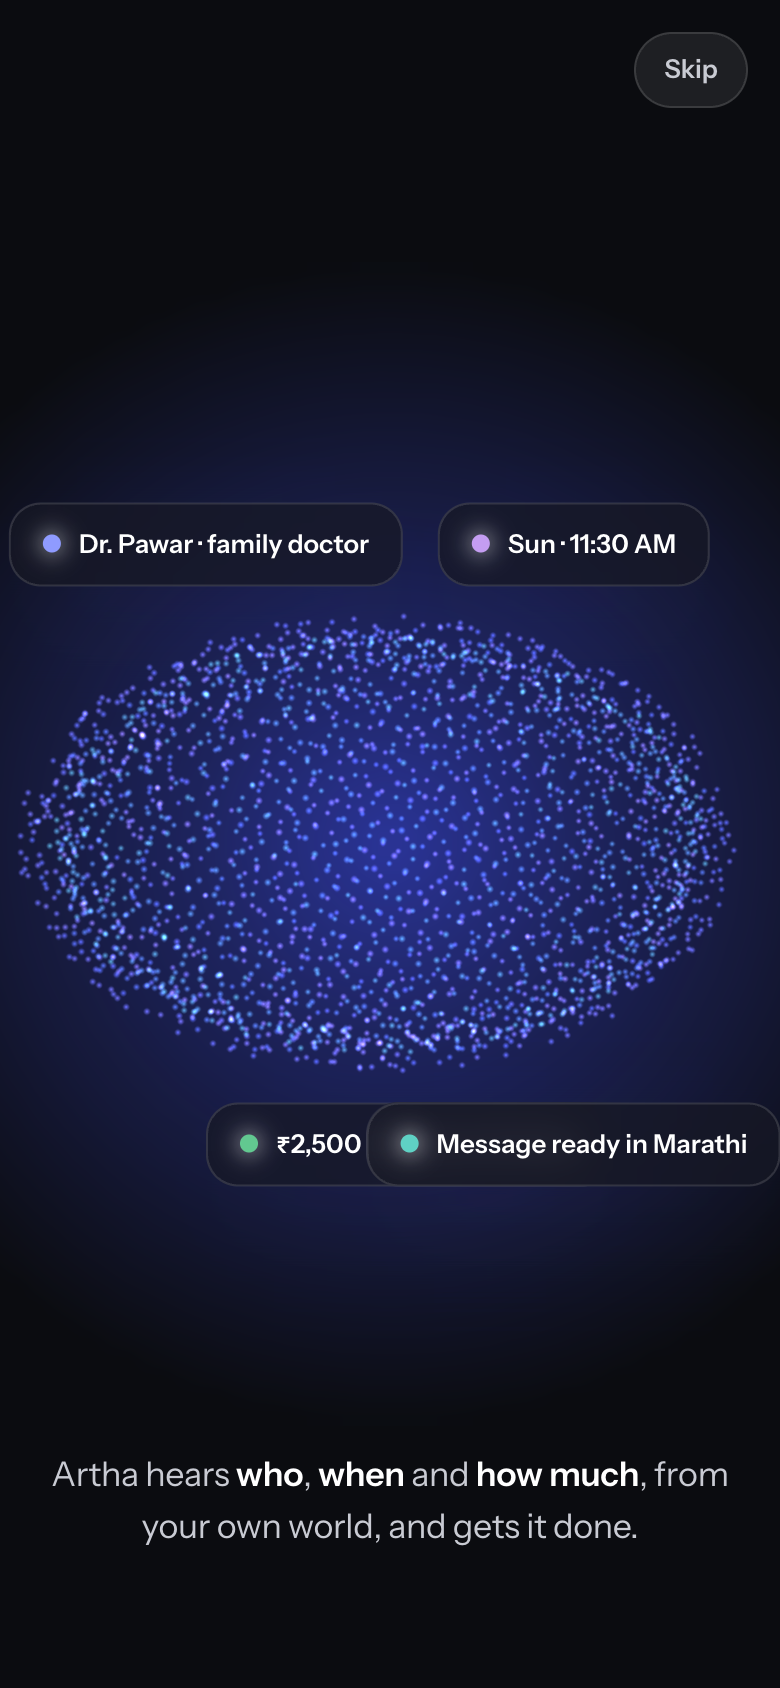 Skip
Dr. Pawar · family doctor
Sun · 11:30 AM
₹2,500
Message ready in Marathi
Artha hears who, when and how much, from
your own world, and gets it done.